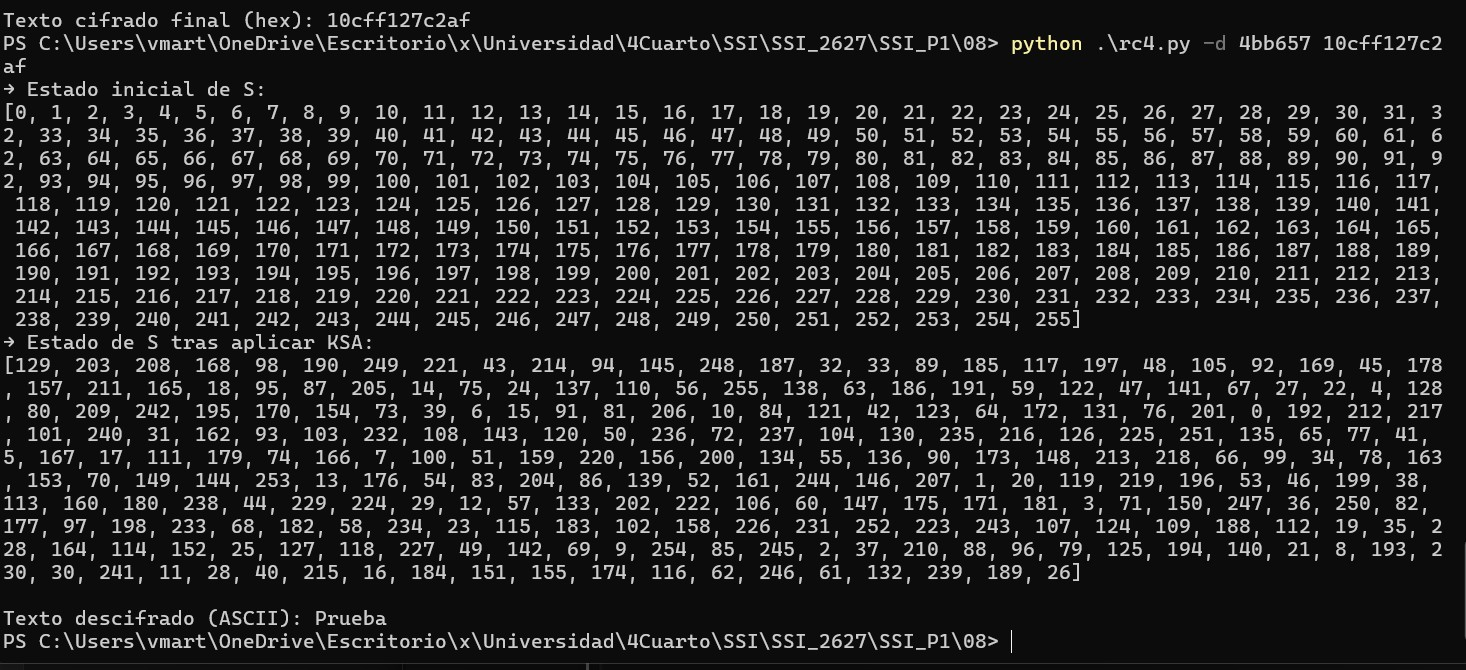 Texto cifrado final (hex): 10cff127c2af
PS C:\Users\vmart\OneDrive\Escritorio\x\Universidad\4Cuarto\SSI\SSI_2627\SSI_P1\08> python .\rc4.py -d 4bb657 10cff127c2
af
→ Estado inicial de S:
[0, 1, 2, 3, 4, 5, 6, 7, 8, 9, 10, 11, 12, 13, 14, 15, 16, 17, 18, 19, 20, 21, 22, 23, 24, 25, 26, 27, 28, 29, 30, 31, 3
2, 33, 34, 35, 36, 37, 38, 39, 40, 41, 42, 43, 44, 45, 46, 47, 48, 49, 50, 51, 52, 53, 54, 55, 56, 57, 58, 59, 60, 61, 6
2, 63, 64, 65, 66, 67, 68, 69, 70, 71, 72, 73, 74, 75, 76, 77, 78, 79, 80, 81, 82, 83, 84, 85, 86, 87, 88, 89, 90, 91, 9
2, 93, 94, 95, 96, 97, 98, 99, 100, 101, 102, 103, 104, 105, 106, 107, 108, 109, 110, 111, 112, 113, 114, 115, 116, 117,
118, 119, 120, 121, 122, 123, 124, 125, 126, 127, 128, 129, 130, 131, 132, 133, 134, 135, 136, 137, 138, 139, 140, 141,
142, 143, 144, 145, 146, 147, 148, 149, 150, 151, 152, 153, 154, 155, 156, 157, 158, 159, 160, 161, 162, 163, 164, 165,
166, 167, 168, 169, 170, 171, 172, 173, 174, 175, 176, 177, 178, 179, 180, 181, 182, 183, 184, 185, 186, 187, 188, 189,
190, 191, 192, 193, 194, 195, 196, 197, 198, 199, 200, 201, 202, 203, 204, 205, 206, 207, 208, 209, 210, 211, 212, 213,
214, 215, 216, 217, 218, 219, 220, 221, 222, 223, 224, 225, 226, 227, 228, 229, 230, 231, 232, 233, 234, 235, 236, 237,
238, 239, 240, 241, 242, 243, 244, 245, 246, 247, 248, 249, 250, 251, 252, 253, 254, 255]
→ Estado de S tras aplicar KSA:
[129, 203, 208, 168, 98, 190, 249, 221, 43, 214, 94, 145, 248, 187, 32, 33, 89, 185, 117, 197, 48, 105, 92, 169, 45, 178
, 157, 211, 165, 18, 95, 87, 205, 14, 75, 24, 137, 110, 56, 255, 138, 63, 186, 191, 59, 122, 47, 141, 67, 27, 22, 4, 128
, 80, 209, 242, 195, 170, 154, 73, 39, 6, 15, 91, 81, 206, 10, 84, 121, 42, 123, 64, 172, 131, 76, 201, 0, 192, 212, 217
, 101, 240, 31, 162, 93, 103, 232, 108, 143, 120, 50, 236, 72, 237, 104, 130, 235, 216, 126, 225, 251, 135, 65, 77, 41,
5, 167, 17, 111, 179, 74, 166, 7, 100, 51, 159, 220, 156, 200, 134, 55, 136, 90, 173, 148, 213, 218, 66, 99, 34, 78, 163
, 153, 70, 149, 144, 253, 13, 176, 54, 83, 204, 86, 139, 52, 161, 244, 146, 207, 1, 20, 119, 219, 196, 53, 46, 199, 38,
113, 160, 180, 238, 44, 229, 224, 29, 12, 57, 133, 202, 222, 106, 60, 147, 175, 171, 181, 3, 71, 150, 247, 36, 250, 82,
177, 97, 198, 233, 68, 182, 58, 234, 23, 115, 183, 102, 158, 226, 231, 252, 223, 243, 107, 124, 109, 188, 112, 19, 35, 2
28, 164, 114, 152, 25, 127, 118, 227, 49, 142, 69, 9, 254, 85, 245, 2, 37, 210, 88, 96, 79, 125, 194, 140, 21, 8, 193, 2
30, 30, 241, 11, 28, 40, 215, 16, 184, 151, 155, 174, 116, 62, 246, 61, 132, 239, 189, 26]
Texto descifrado (ASCII): Prueba
PS C:\Users\vmart\OneDrive\Escritorio\x\Universidad\4Cuarto\SSI\SSI_2627\SSI_P1\08>